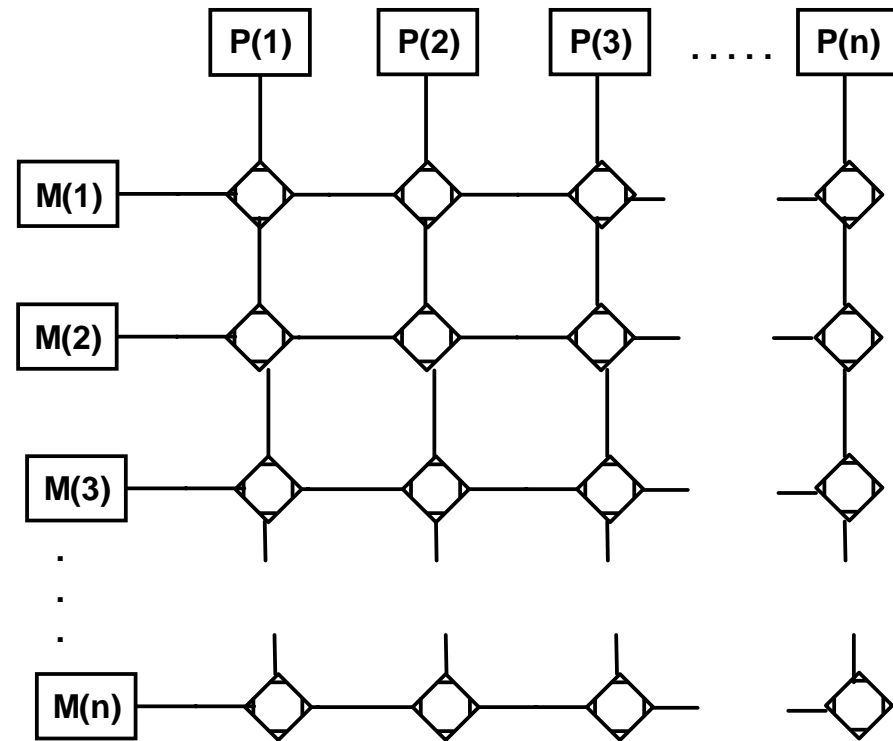 P(1) P(2) P(3) . . . . . P(n)
M(1)
M(2)
M(3)
.
.
.
M(n)